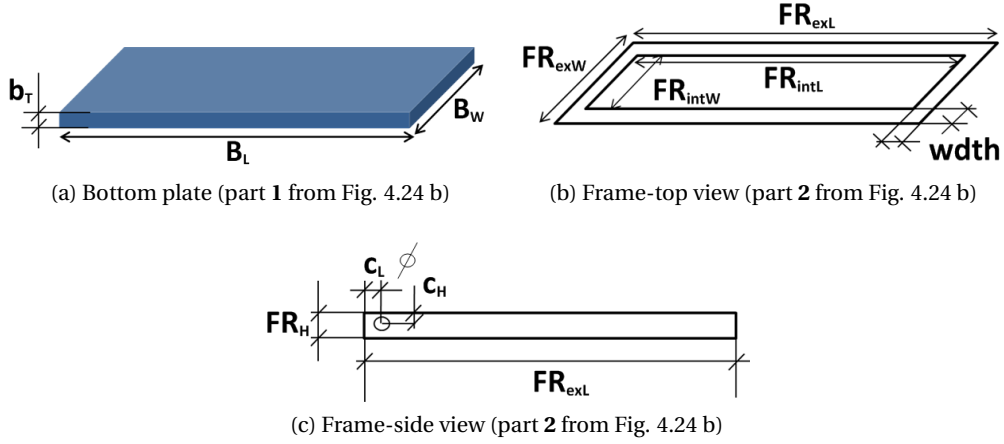 FR_exL
FR_exW
FR_intL
FR_intW
b_T
B_W
B_L
wdth
(a) Bottom plate (part 1 from Fig. 4.24 b)
(b) Frame-top view (part 2 from Fig. 4.24 b)
c_L
c_H
FR_H
FR_exL
(c) Frame-side view (part 2 from Fig. 4.24 b)